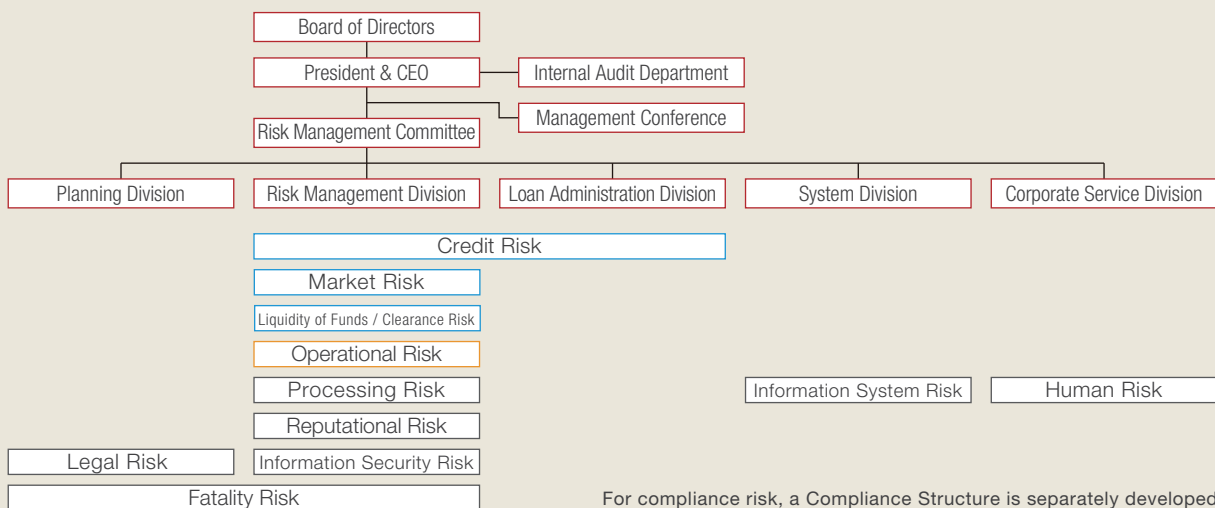 Board of Directors
President & CEO
Internal Audit Department
Management Conference
Risk Management Committee
Planning Division
Risk Management Division
Loan Administration Division
System Division
Corporate Service Division
Credit Risk
Market Risk
Liquidity of Funds / Clearance Risk
Operational Risk
Processing Risk
Information System Risk
Human Risk
Reputational Risk
Legal Risk
Information Security Risk
Fatality Risk
For compliance risk, a Compliance Structure is separately developed